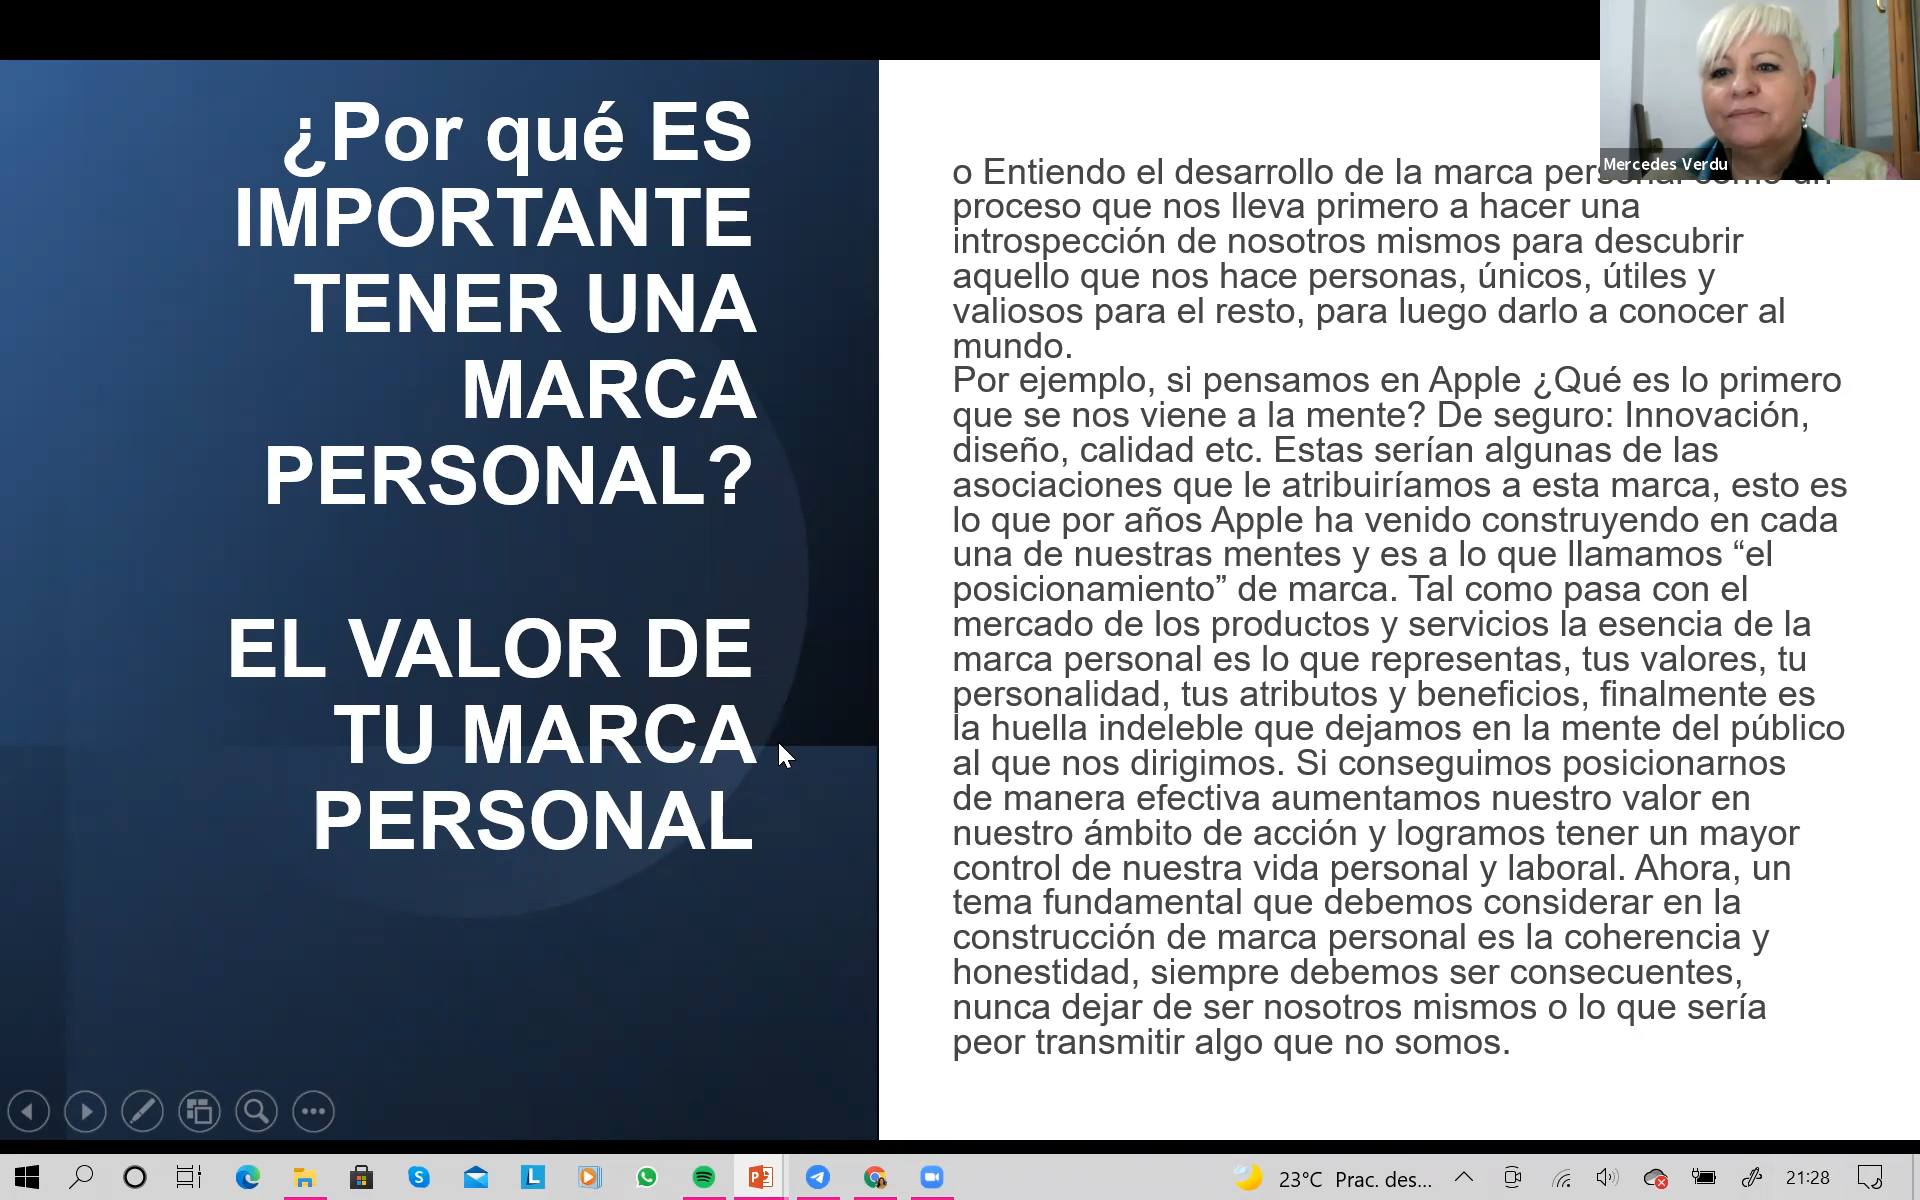 ¿Por qué ES
IMPORTANTE
TENER UNA
MARCA
PERSONAL?
EL VALOR DE
TU MARCA
PERSONAL
Mercedes Verdu
o Entiendo el desarrollo de la marca personal como un
proceso que nos lleva primero a hacer una
introspección de nosotros mismos para descubrir
aquello que nos hace personas, únicos, útiles y
valiosos para el resto, para luego darlo a conocer al
mundo.
Por ejemplo, si pensamos en Apple ¿Qué es lo primero
que se nos viene a la mente? De seguro: Innovación,
diseño, calidad etc. Estas serían algunas de las
asociaciones que le atribuiríamos a esta marca, esto es
lo que por años Apple ha venido construyendo en cada
una de nuestras mentes y es a lo que llamamos “el
posicionamiento” de marca. Tal como pasa con el
mercado de los productos y servicios la esencia de la
marca personal es lo que representas, tus valores, tu
personalidad, tus atributos y beneficios, finalmente es
la huella indeleble que dejamos en la mente del público
al que nos dirigimos. Si conseguimos posicionarnos
de manera efectiva aumentamos nuestro valor en
nuestro ámbito de acción y logramos tener un mayor
control de nuestra vida personal y laboral. Ahora, un
tema fundamental que debemos considerar en la
construcción de marca personal es la coherencia y
honestidad, siempre debemos ser consecuentes,
nunca dejar de ser nosotros mismos o lo que sería
peor transmitir algo que no somos.
23°C Prac. des... 21:28